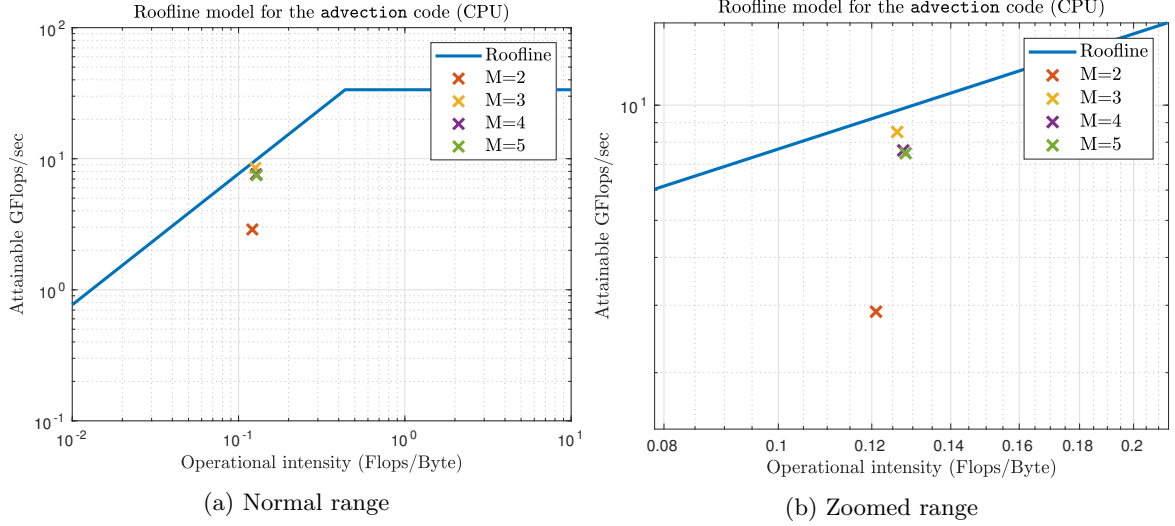 Roofline model for the advection code (CPU)
Attainable GFlops/sec
10^2
10^1
10^0
10^-1
Roofline
M=2
M=3
M=4
M=5
10^-2
10^-1
10^0
10^1
Operational intensity (Flops/Byte)
(a) Normal range
Roofline model for the advection code (CPU)
Attainable GFlops/sec
10^1
Roofline
M=2
M=3
M=4
M=5
0.08
0.1
0.12
0.14
0.16
0.18
0.2
Operational intensity (Flops/Byte)
(b) Zoomed range